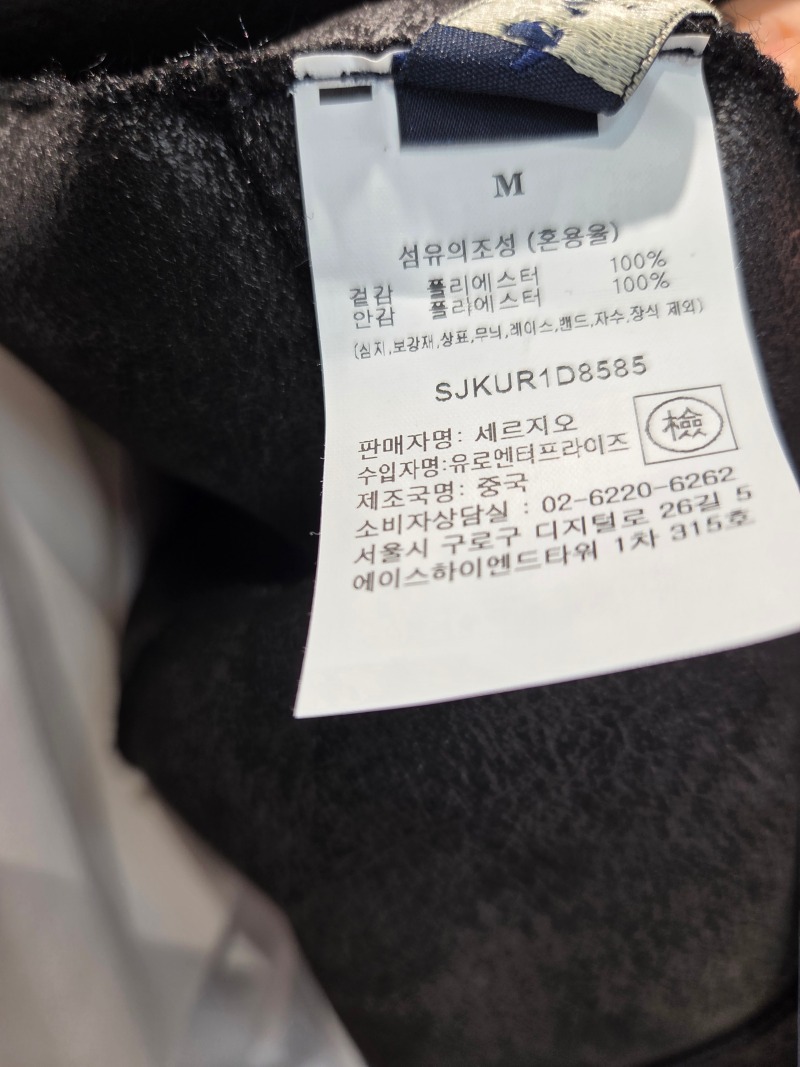 M
섬유의조성 (혼용율)
겉감 폴리에스터 100%
안감 폴리에스터 100%
(심지,보강재,상표,무늬,레이스,밴드,자수,장식 제외)
SJKUR1D8585
檢
판매자명: 세르지오
수입자명:유로엔터프라이즈
제조국명: 중국
소비자상담실 : 02-6220-6262
서울시 구로구 디지털로 26길 5
에이스하이엔드타워 1차 315호